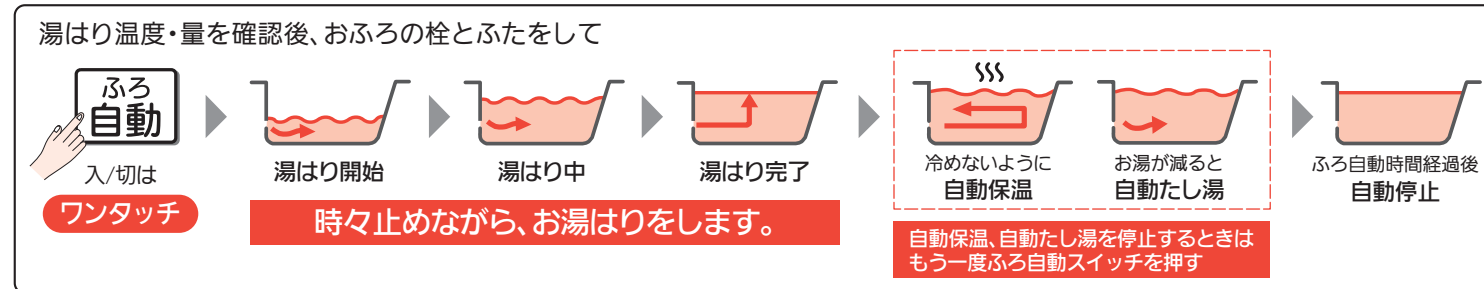 湯はり温度・量を確認後、おふろの栓とふたをして
ふろ
自動
入/切は
ワンタッチ
湯はり開始
湯はり中
湯はり完了
時々止めながら、お湯はりをします。
冷めないように
自動保温
お湯が減ると
自動たし湯
自動保温、自動たし湯を停止するときは
もう一度ふろ自動スイッチを押す
ふろ自動時間経過後
自動停止